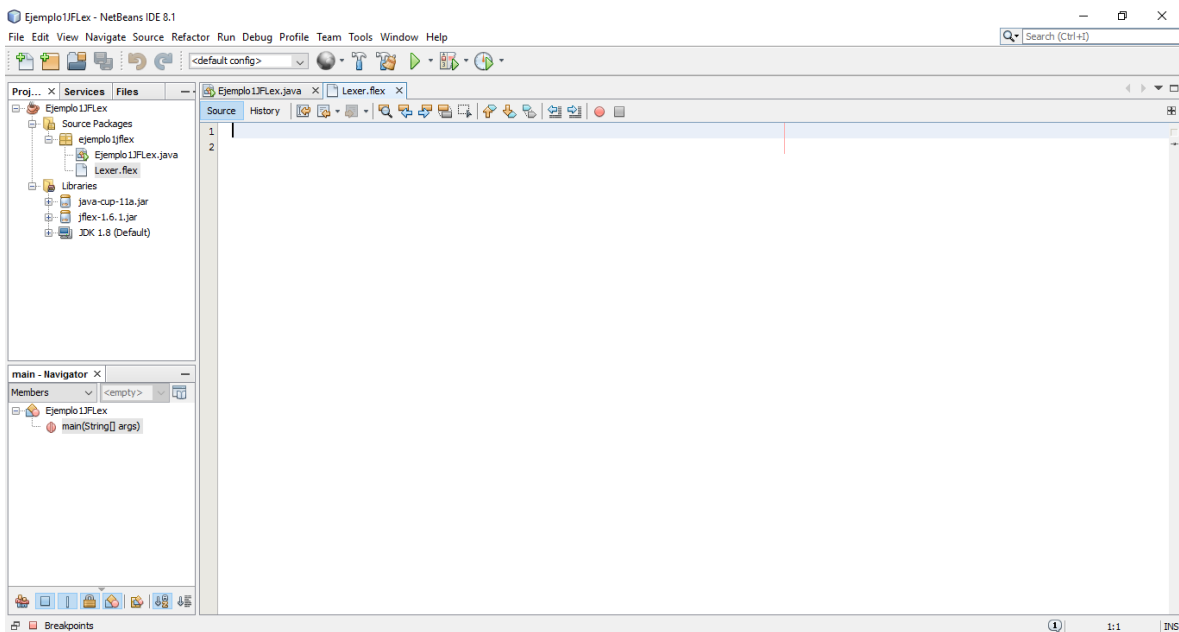 Ejemplo1JFLex - NetBeans IDE 8.1
File Edit View Navigate Source Refactor Run Debug Profile Team Tools Window Help
Search (Ctrl+I)
<default config>
Proj... Services Files
Ejemplo1JFLex.java Lexer.flex
Ejemplo1JFLex
Source History
Source Packages
1
ejemplo1jflex
2
Ejemplo1JFLex.java
Lexer.flex
Libraries
java-cup-11a.jar
jflex-1.6.1.jar
JDK 1.8 (Default)
main - Navigator
Members <empty>
Ejemplo1JFLex
main(String[] args)
Breakpoints
1 1:1 INS